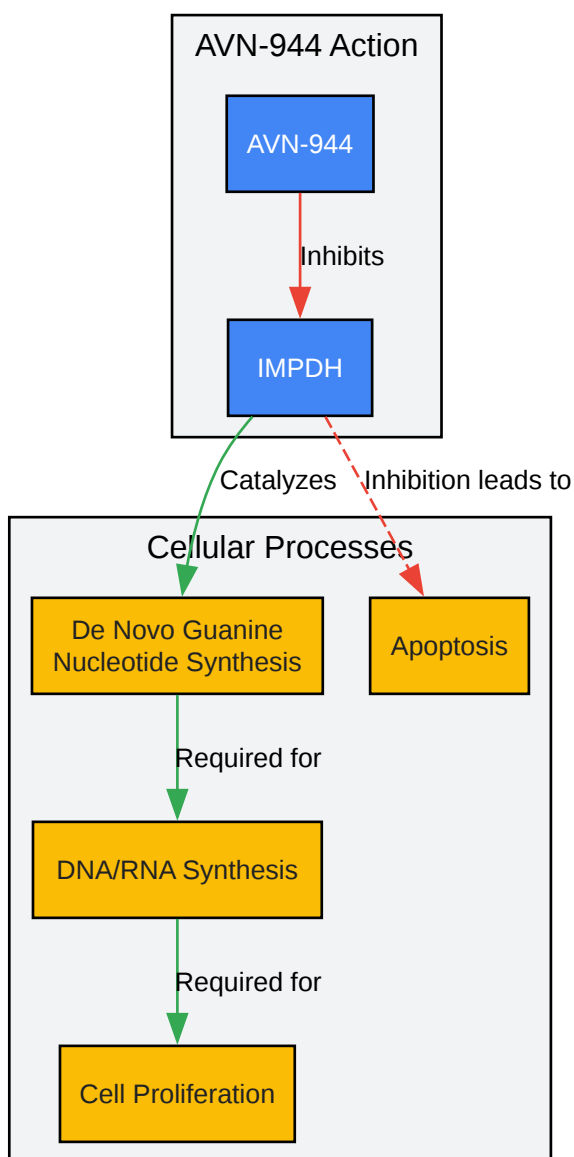 AVN-944 Action
AVN-944
Inhibits
IMPDH
Catalyzes
Inhibition leads to
Cellular Processes
De Novo Guanine
Nucleotide Synthesis
Apoptosis
Required for
DNA/RNA Synthesis
Required for
Cell Proliferation